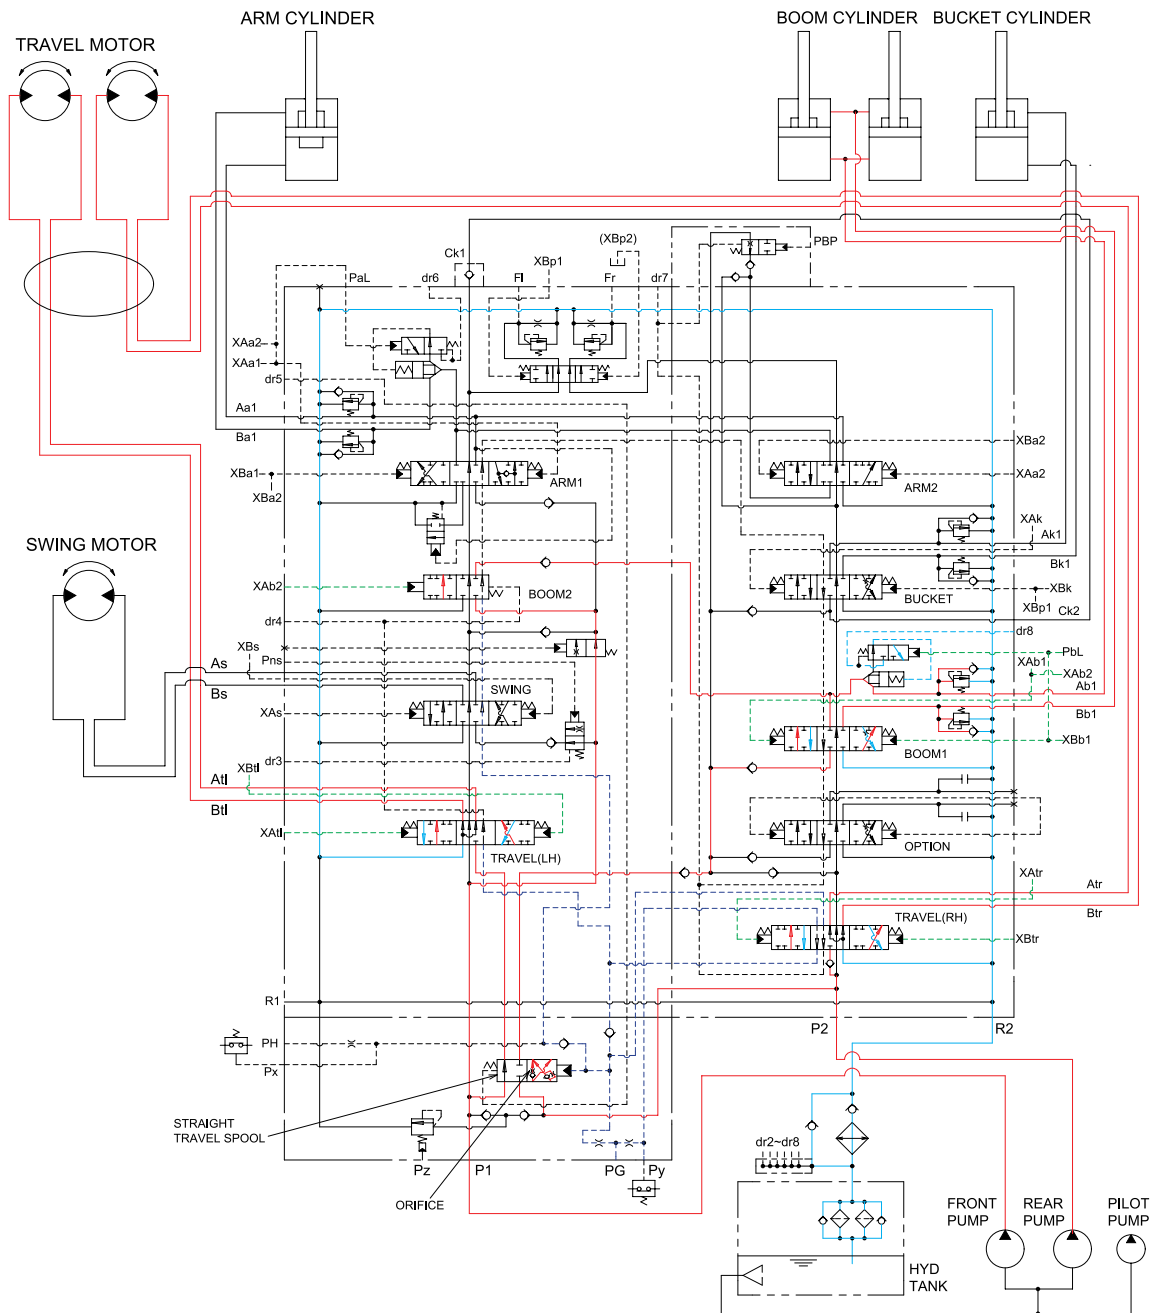 ARM CYLINDER
BOOM CYLINDER
BUCKET CYLINDER
TRAVEL MOTOR
Ck1
(XBp2)
XBp1
PBP
PaL
dr6
Fl
Fr
dr7
XAa2
XAa1
dr5
Aa1
Ba1
XBa1
XBa2
ARM1
XBa2
XAa2
ARM2
XAk
Ak1
Bk1
XBk
XBp1
Ck2
BUCKET
SWING MOTOR
XAb2
BOOM2
dr4
XBs
Pns
As
Bs
SWING
XAs
dr3
XBtl
Atl
Btl
XAtl
TRAVEL(LH)
dr8
PbL
XAb1
XAb2
Ab1
Bb1
XBb1
BOOM1
OPTION
XAtr
Atr
Btr
TRAVEL(RH)
XBtr
R1
P2
R2
PH
Px
STRAIGHT
TRAVEL SPOOL
Pz
P1
PG
Py
ORIFICE
dr2~dr8
FRONT
PUMP
REAR
PUMP
PILOT
PUMP
HYD
TANK